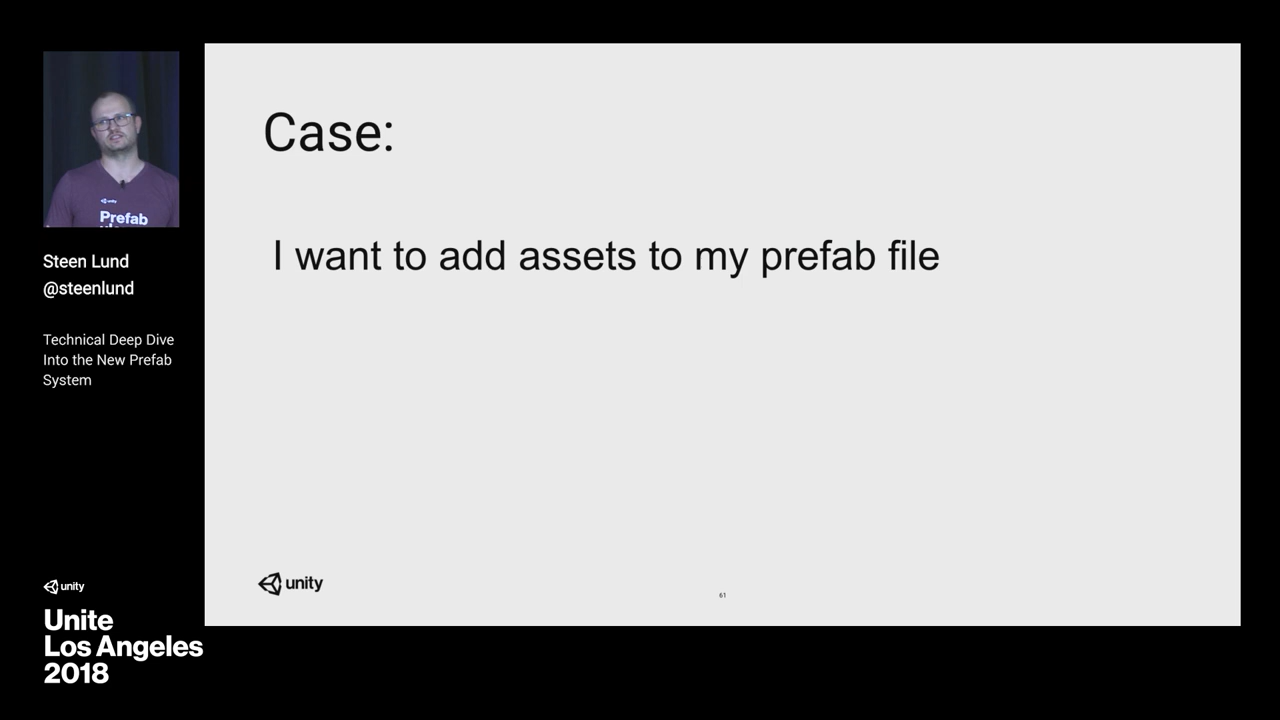 Case:
I want to add assets to my prefab file
unity
61
unity
Prefab
Steen Lund
@steenlund
Technical Deep Dive
Into the New Prefab
System
unity
Unite
Los Angeles
2018